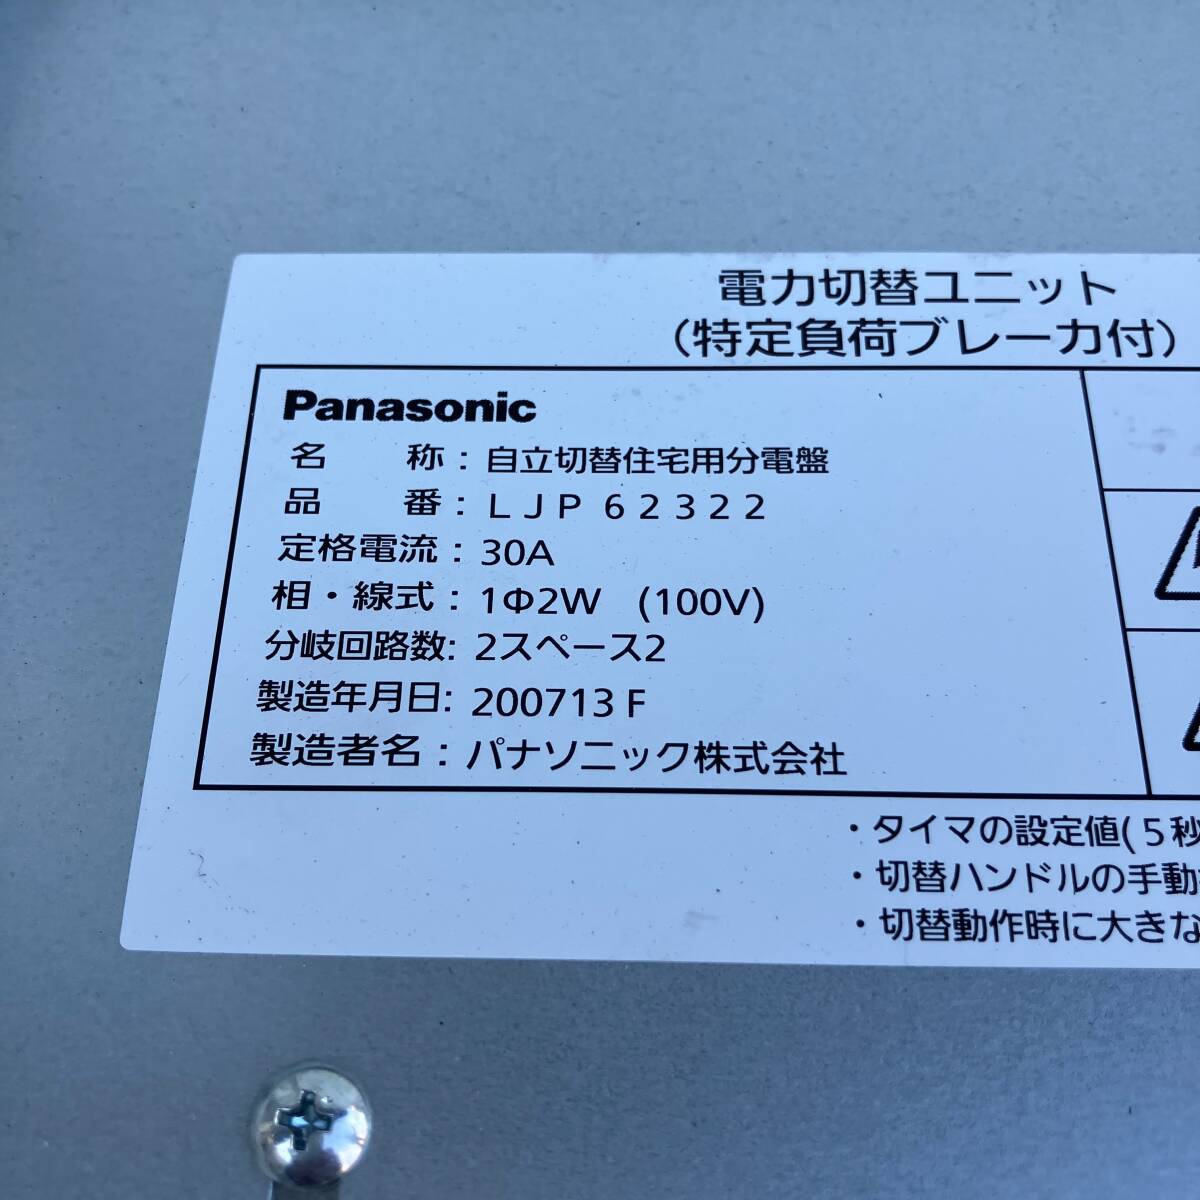 電力切替ユニット
（特定負荷ブレーカ付）
Panasonic
名　　称：自立切替住宅用分電盤
品　　番：ＬＪＰ６２３２２
定格電流：30A
相・線式：1Φ2W （100V）
分岐回路数：2スペース2
製造年月日：200713 F
製造者名：パナソニック株式会社
・タイマの設定値(５秒
・切替ハンドルの手動
・切替動作時に大きな